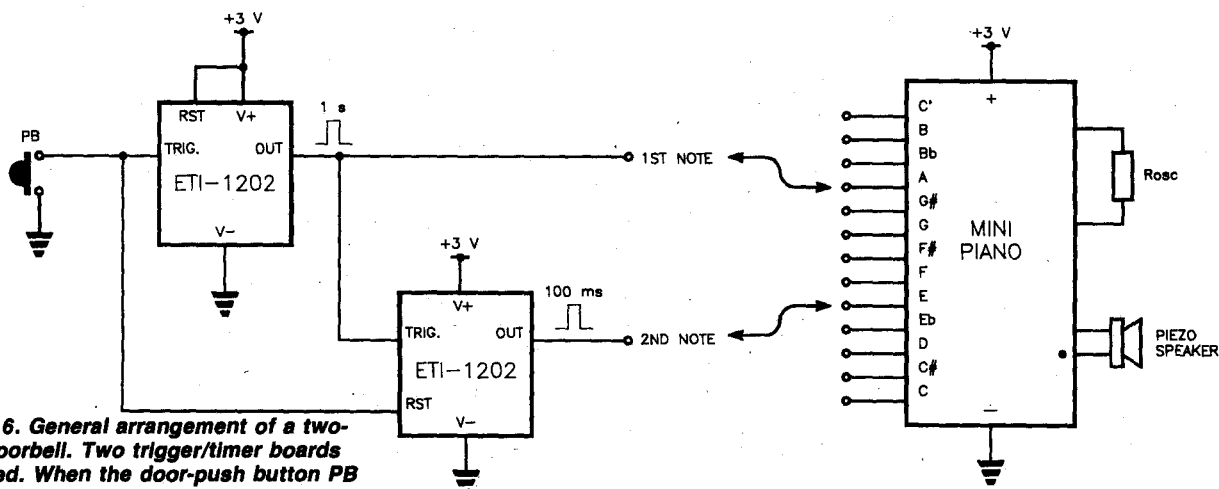 +3 V
RST V+
PB
TRIG. OUT
ETI-1202
V-
1 s
1ST NOTE
+3 V
V+
TRIG. OUT
ETI-1202
RST
V-
100 ms
2ND NOTE
+3 V
+
C'
B
Bb
A
G#
G
F#
F
E
Eb
D
C#
C
MINI
PIANO
-
Rosc
PIEZO
SPEAKER
6. General arrangement of a two-
Two trigger/timer boards
When the door-push button PB